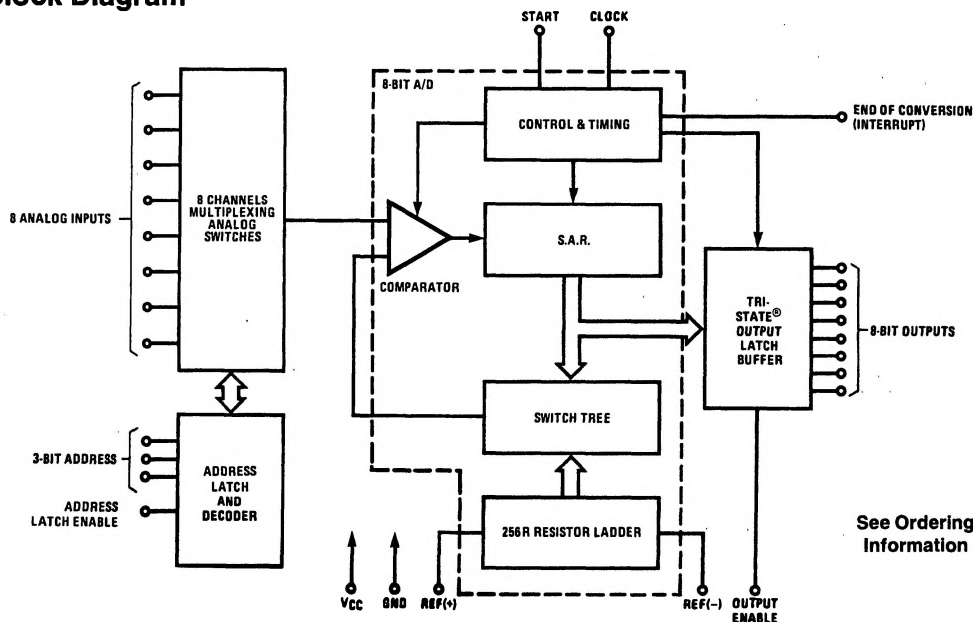 START
CLOCK
8-BIT A/D
CONTROL & TIMING
END OF CONVERSION
(INTERRUPT)
8 ANALOG INPUTS
8 CHANNELS
MULTIPLEXING
ANALOG
SWITCHES
COMPARATOR
S.A.R.
TRI-
STATE®
OUTPUT
LATCH
BUFFER
8-BIT OUTPUTS
SWITCH TREE
3-BIT ADDRESS
ADDRESS
LATCH ENABLE
ADDRESS
LATCH
AND
DECODER
256R RESISTOR LADDER
See Ordering
Information
VCC
GND
REF(+)
REF(−)
OUTPUT
ENABLE